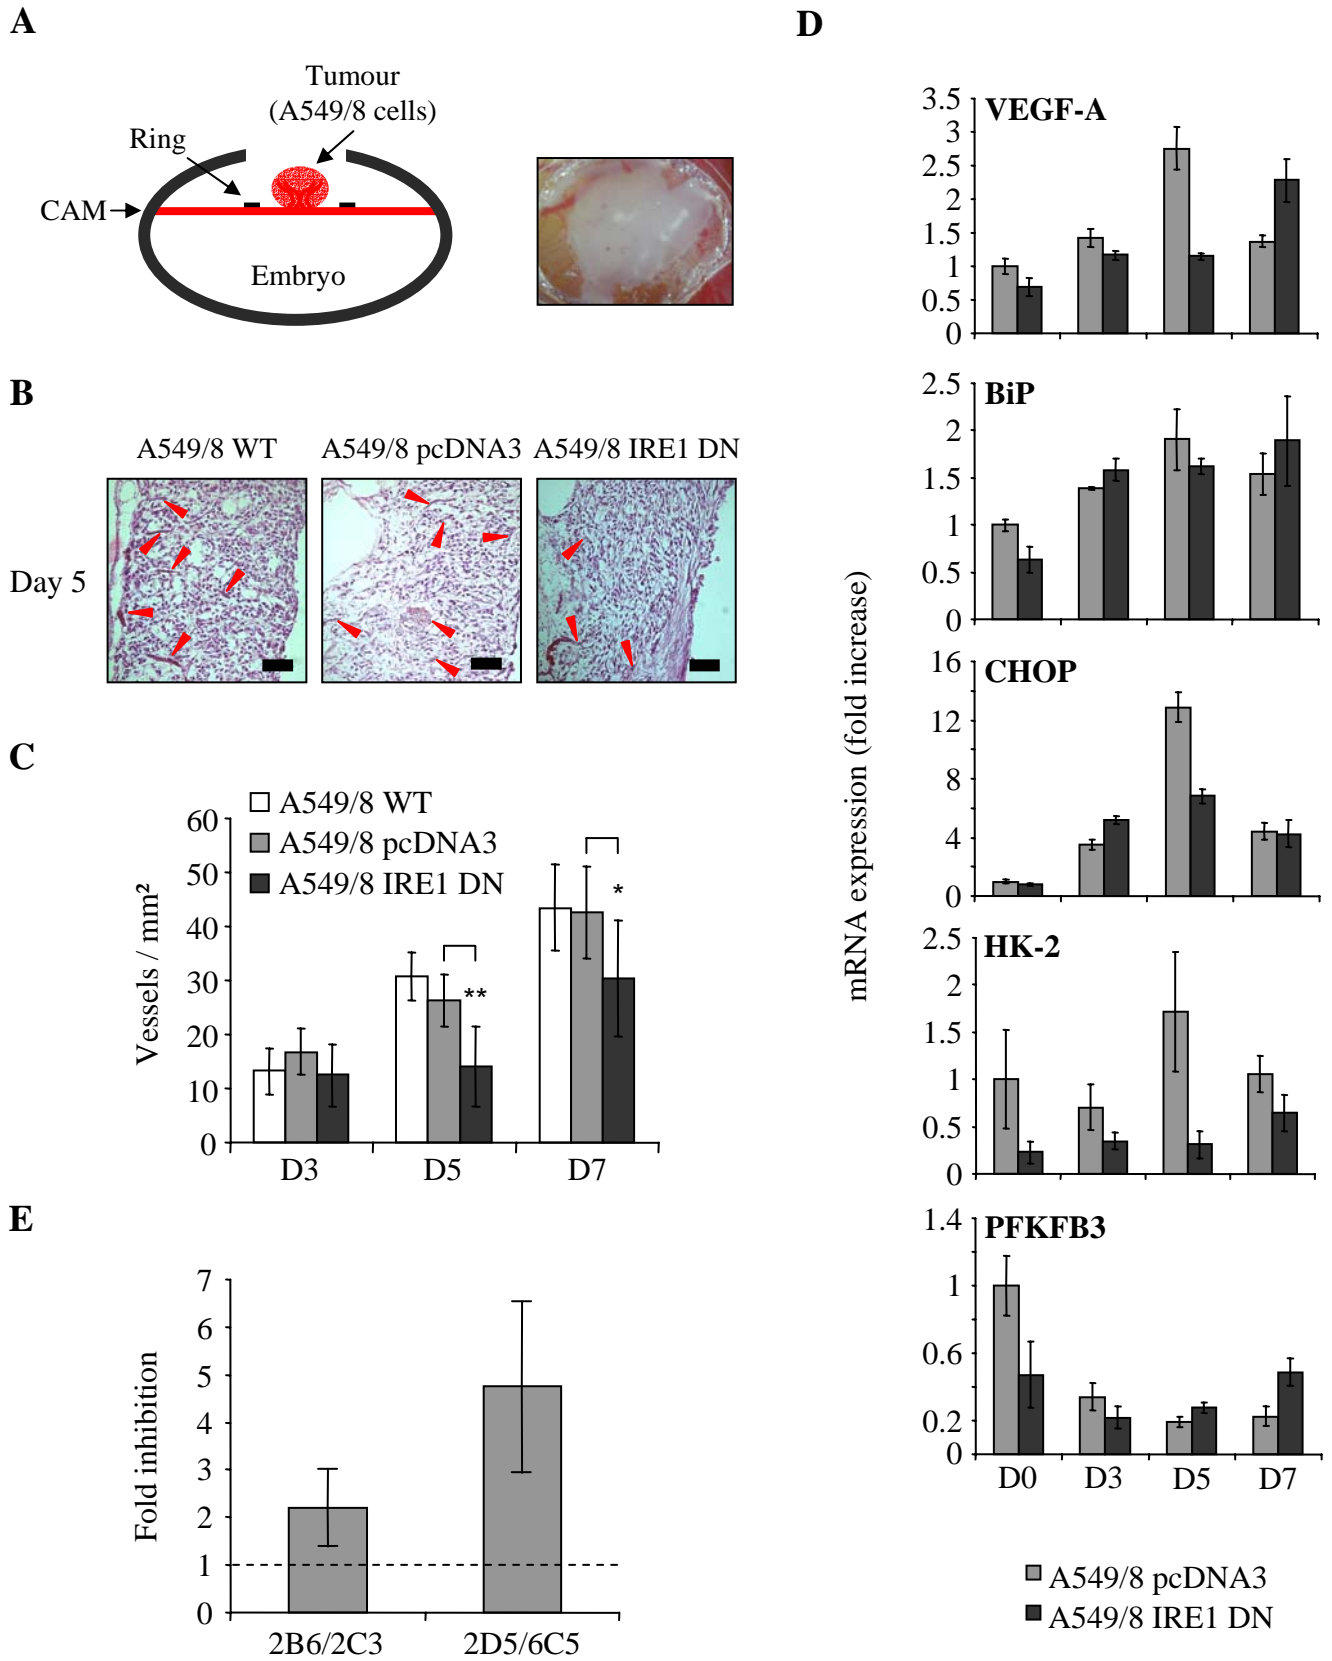 A
Tumour
(A549/8 cells)
Ring
CAM
Embryo
B
A549/8 WT
A549/8 pcDNA3
A549/8 IRE1 DN
Day 5
C
A549/8 WT
A549/8 pcDNA3
A549/8 IRE1 DN
Vessels / mm²
60
50
40
30
20
10
0
**
*
D3
D5
D7
E
Fold inhibition
7
6
5
4
3
2
1
0
2B6/2C3
2D5/6C5
D
mRNA expression (fold increase)
VEGF-A
3.5
3
2.5
2
1.5
1
0.5
0
BiP
2.5
2
1.5
1
0.5
0
CHOP
16
12
8
4
0
HK-2
2.5
2
1.5
1
0.5
0
PFKFB3
1.4
1
0.6
0.2
0
D0
D3
D5
D7
A549/8 pcDNA3
A549/8 IRE1 DN